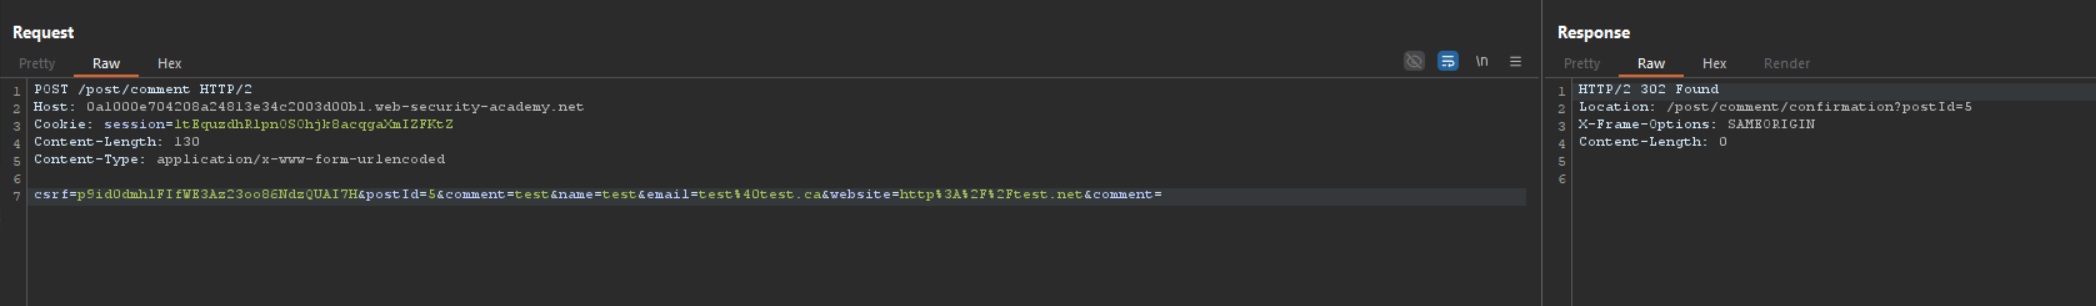 Request
Pretty Raw Hex
\n
1 POST /post/comment HTTP/2
2 Host: 0a1000e704208a24813e34c2003d00b1.web-security-academy.net
3 Cookie: session=1tEquzdhRlpn0S0hjk8acqgaXmIZFKtZ
4 Content-Length: 130
5 Content-Type: application/x-www-form-urlencoded
6
7 csrf=p9id0dmhlFIfWE3Az23oo86NdzQUAI7H&postId=5&comment=test&name=test&email=test%40test.ca&website=http%3A%2F%2Ftest.net&comment=
Response
Pretty Raw Hex Render
1 HTTP/2 302 Found
2 Location: /post/comment/confirmation?postId=5
3 X-Frame-Options: SAMEORIGIN
4 Content-Length: 0
5
6